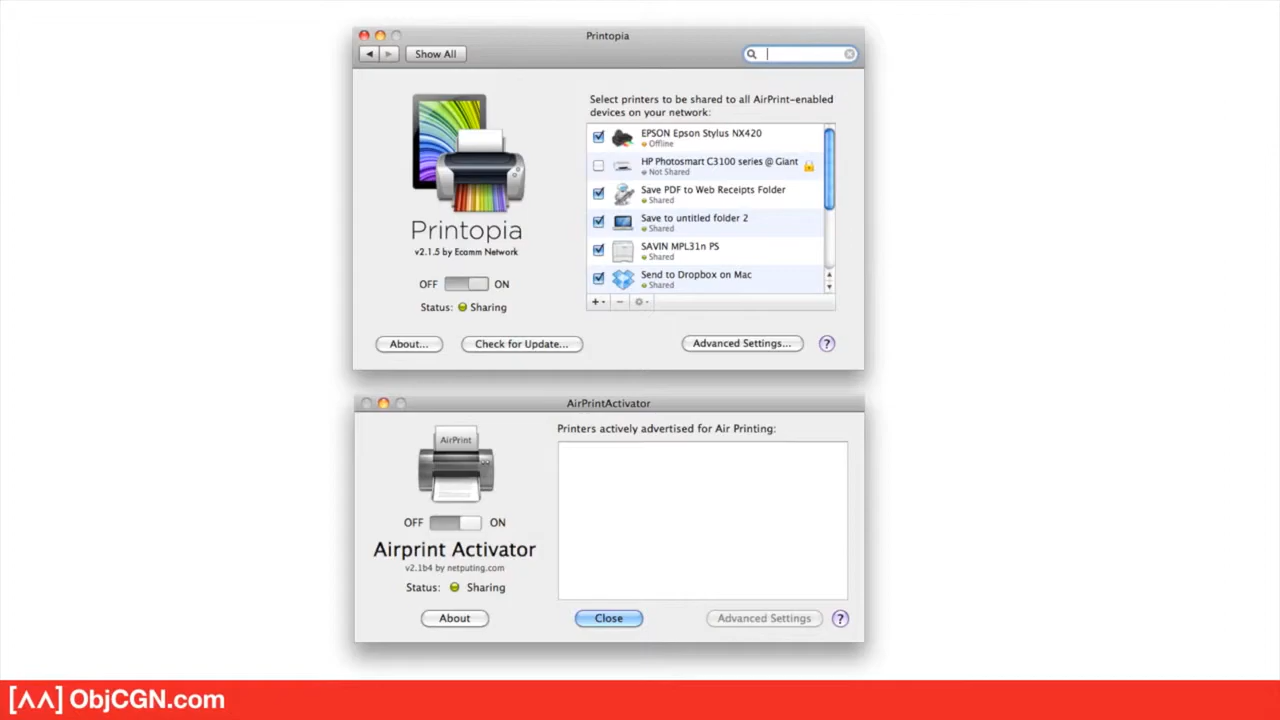 Printopia
Show All
Select printers to be shared to all AirPrint-enabled
devices on your network:
EPSON Epson Stylus NX420
Offline
HP Photosmart C3100 series @ Giant
Not Shared
Save PDF to Web Receipts Folder
Shared
Save to untitled folder 2
Shared
SAVIN MPL31n PS
Shared
Send to Dropbox on Mac
Shared
Printopia
v2.1.5 by Ecamm Network
OFF ON
Status: Sharing
About... Check for Update... Advanced Settings... ?
AirPrintActivator
Printers actively advertised for Air Printing:
AirPrint
OFF ON
Airprint Activator
v2.1b4 by netputing.com
Status: Sharing
About Close Advanced Settings ?
[^^] ObjCGN.com